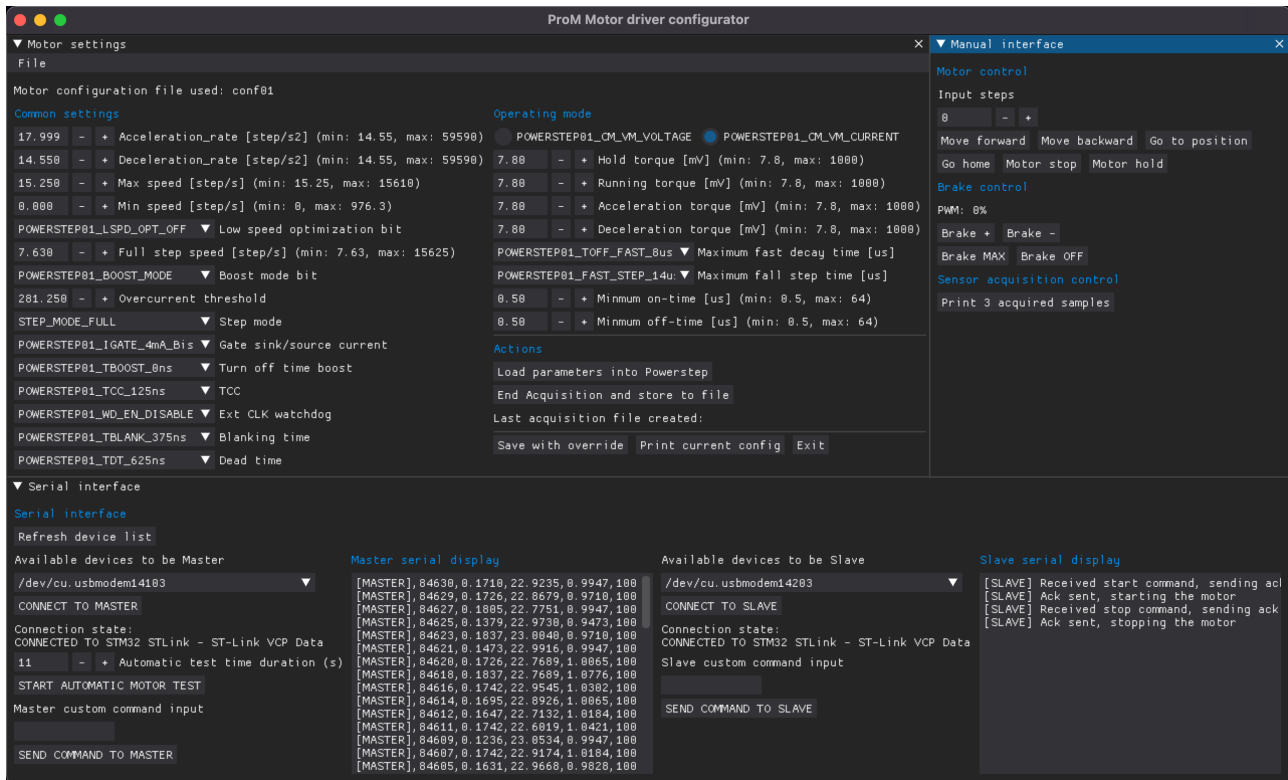 ProM Motor driver configurator
Motor settings
File
Motor configuration file used: conf01
Common settings
17.999 - + Acceleration_rate [step/s2] (min: 14.55, max: 59590)
14.550 - + Deceleration_rate [step/s2] (min: 14.55, max: 59590)
15.250 - + Max speed [step/s] (min: 15.25, max: 15610)
0.000 - + Min speed [step/s] (min: 0, max: 976.3)
POWERSTEP01_LSPD_OPT_OFF Low speed optimization bit
7.630 - + Full step speed [step/s] (min: 7.63, max: 15625)
POWERSTEP01_BOOST_MODE Boost mode bit
281.250 - + Overcurrent threshold
STEP_MODE_FULL Step mode
POWERSTEP01_IGATE_4mA_Bis Gate sink/source current
POWERSTEP01_TBOOST_0ns Turn off time boost
POWERSTEP01_TCC_125ns TCC
POWERSTEP01_WD_EN_DISABLE Ext CLK watchdog
POWERSTEP01_TBLANK_375ns Blanking time
POWERSTEP01_TDT_625ns Dead time
Operating mode
POWERSTEP01_CM_VM_VOLTAGE POWERSTEP01_CM_VM_CURRENT
7.80 - + Hold torque [mV] (min: 7.8, max: 1000)
7.80 - + Running torque [mV] (min: 7.8, max: 1000)
7.80 - + Acceleration torque [mV] (min: 7.8, max: 1000)
7.80 - + Deceleration torque [mV] (min: 7.8, max: 1000)
POWERSTEP01_TOFF_FAST_8us Maximum fast decay time [us]
POWERSTEP01_FAST_STEP_14u: Maximum fall step time [us]
0.50 - + Minmum on-time [us] (min: 0.5, max: 64)
0.50 - + Minmum off-time [us] (min: 0.5, max: 64)
Actions
Load parameters into Powerstep
End Acquisition and store to file
Last acquisition file created:
Save with override Print current config Exit
Manual interface
Motor control
Input steps
0 - +
Move forward Move backward Go to position
Go home Motor stop Motor hold
Brake control
PWM: 0%
Brake + Brake -
Brake MAX Brake OFF
Sensor acquisition control
Print 3 acquired samples
Serial interface
Serial interface
Refresh device list
Available devices to be Master
/dev/cu.usbmodem14103
CONNECT TO MASTER
Connection state:
CONNECTED TO STM32 STLink - ST-Link VCP Data
11 - + Automatic test time duration (s)
START AUTOMATIC MOTOR TEST
Master custom command input
SEND COMMAND TO MASTER
Master serial display
[MASTER],84630,0.1710,22.9235,0.9947,100
[MASTER],84629,0.1726,22.8679,0.9710,100
[MASTER],84627,0.1805,22.7751,0.9947,100
[MASTER],84625,0.1379,22.9730,0.9473,100
[MASTER],84623,0.1837,23.0040,0.9710,100
[MASTER],84621,0.1473,22.9916,0.9947,100
[MASTER],84620,0.1726,22.7689,1.0065,100
[MASTER],84618,0.1837,22.7689,1.0776,100
[MASTER],84616,0.1742,22.9545,1.0302,100
[MASTER],84614,0.1695,22.8926,1.0065,100
[MASTER],84612,0.1647,22.7132,1.0184,100
[MASTER],84611,0.1742,22.6019,1.0421,100
[MASTER],84609,0.1236,23.0534,0.9947,100
[MASTER],84607,0.1742,22.9174,1.0184,100
[MASTER],84605,0.1631,22.9668,0.9828,100
Available devices to be Slave
/dev/cu.usbmodem14203
CONNECT TO SLAVE
Connection state:
CONNECTED TO STM32 STLink - ST-Link VCP Data
Slave custom command input
SEND COMMAND TO SLAVE
Slave serial display
[SLAVE] Received start command, sending ack
[SLAVE] Ack sent, starting the motor
[SLAVE] Received stop command, sending ack
[SLAVE] Ack sent, stopping the motor